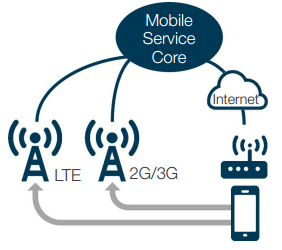 Mobile
Service
Core
Internet
LTE
2G/3G